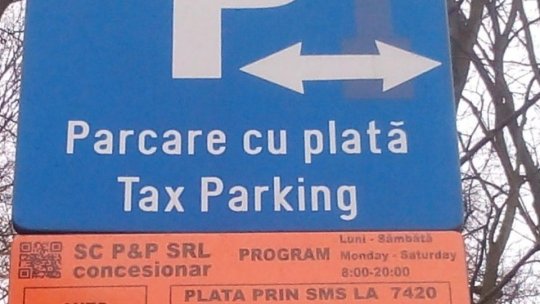 P
Parcare cu plată
Tax Parking
SC P&P SRL
concesionar
PROGRAM
Luni - Sâmbătă
Monday - Saturday
8:00-20:00
PLATA PRIN SMS LA 7420